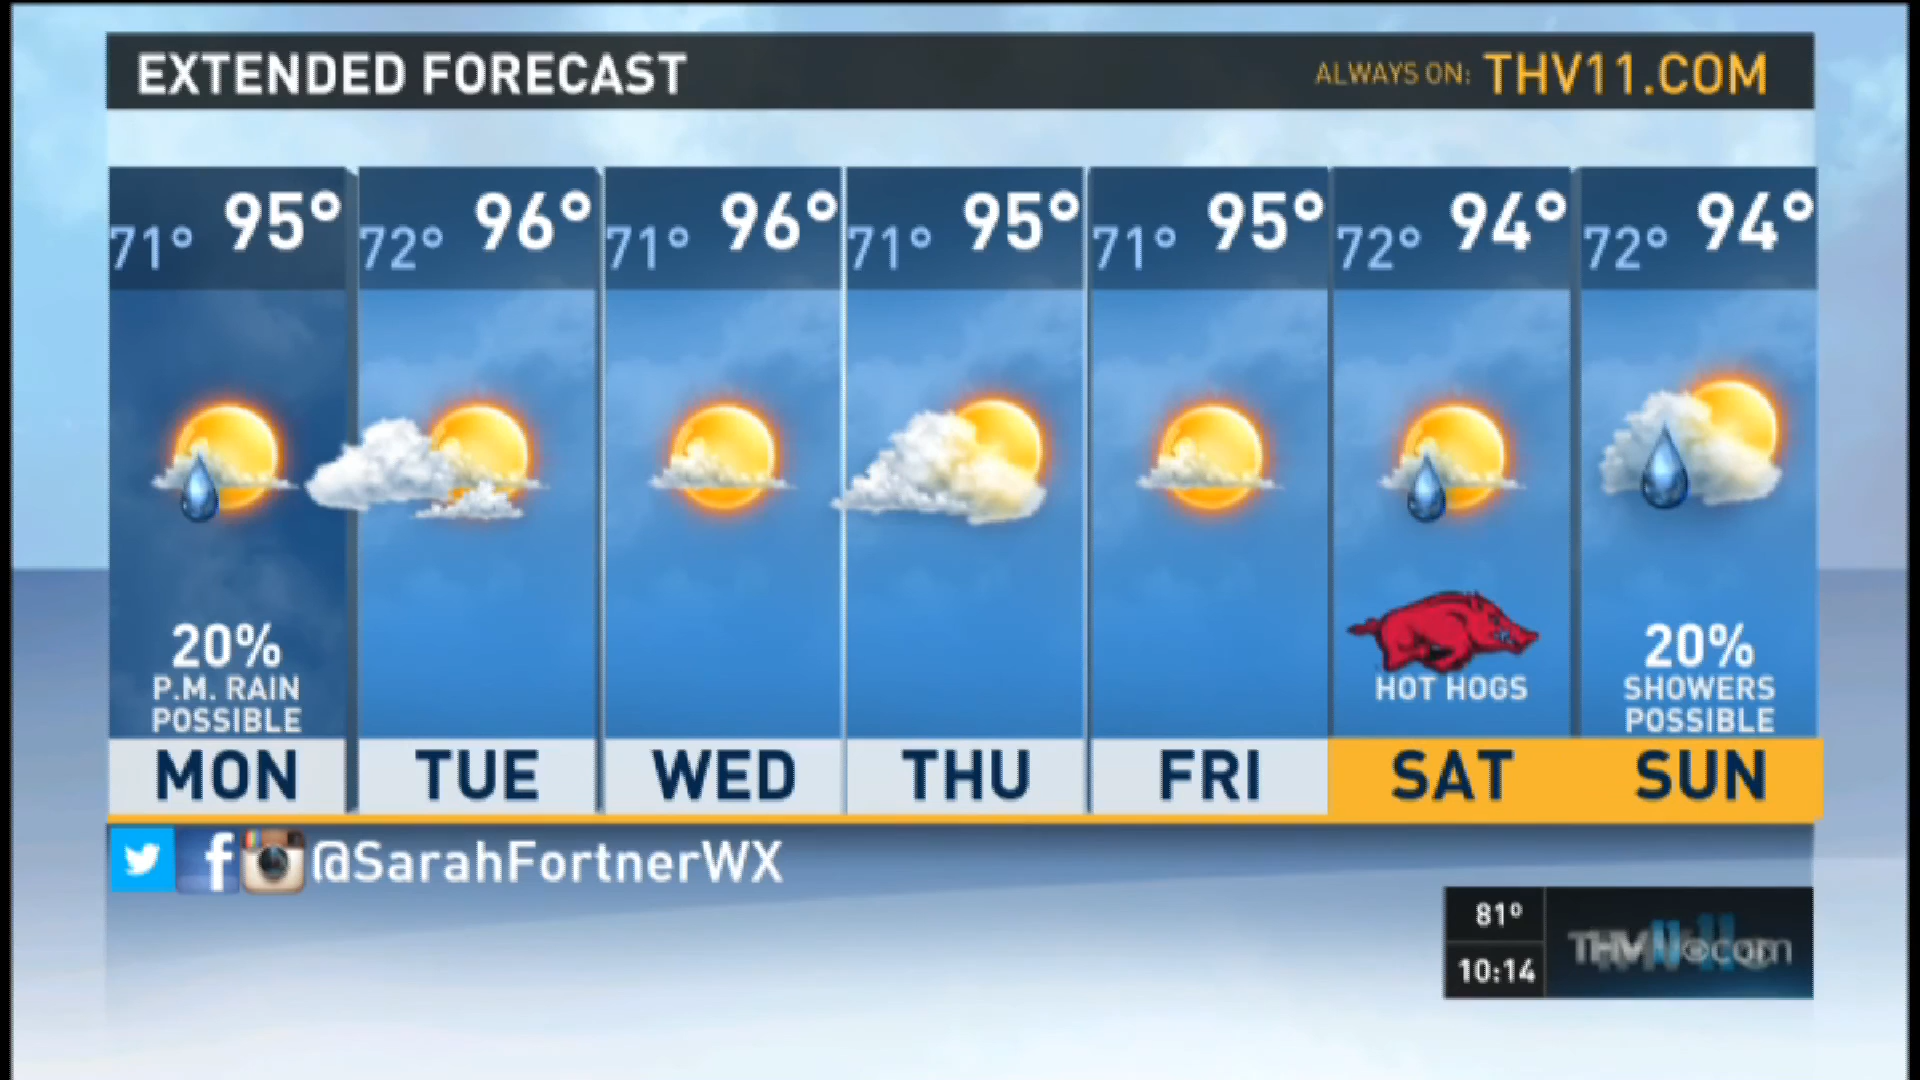 EXTENDED FORECAST
ALWAYS ON: THV11.COM
71° 95°
72° 96°
71° 96°
71° 95°
71° 95°
72° 94°
72° 94°
20%
P.M. RAIN
POSSIBLE
HOT HOGS
20%
SHOWERS
POSSIBLE
MON
TUE
WED
THU
FRI
SAT
SUN
@SarahFortnerWX
81°
10:14